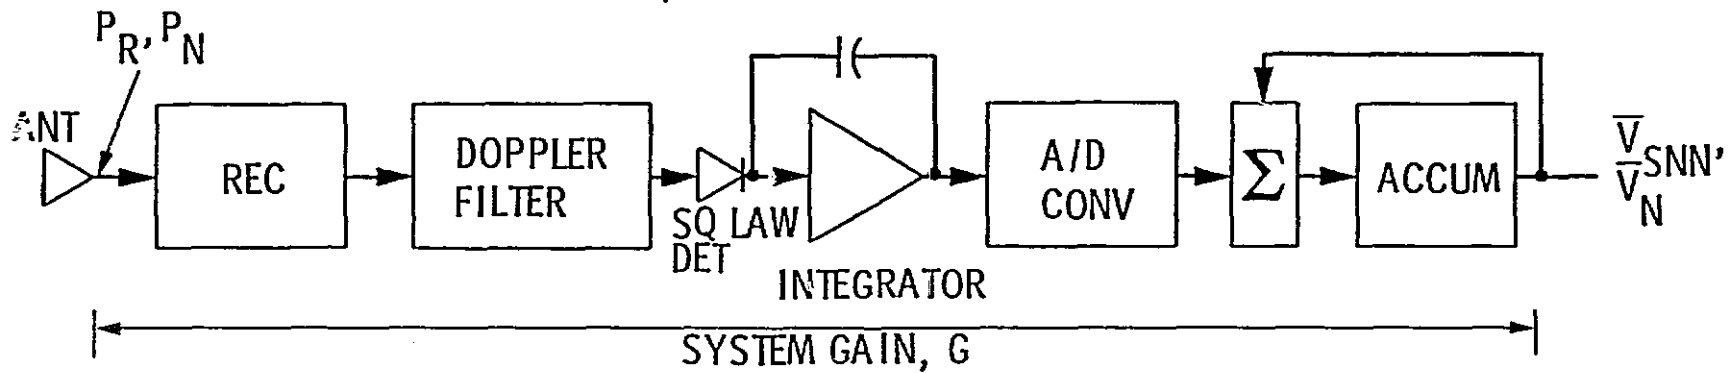 P_R, P_N
ANT
REC
DOPPLER
FILTER
SQ LAW
DET
INTEGRATOR
A/D
CONV
Σ
ACCUM
V̅_SNN,
V̅_N
SYSTEM GAIN, G